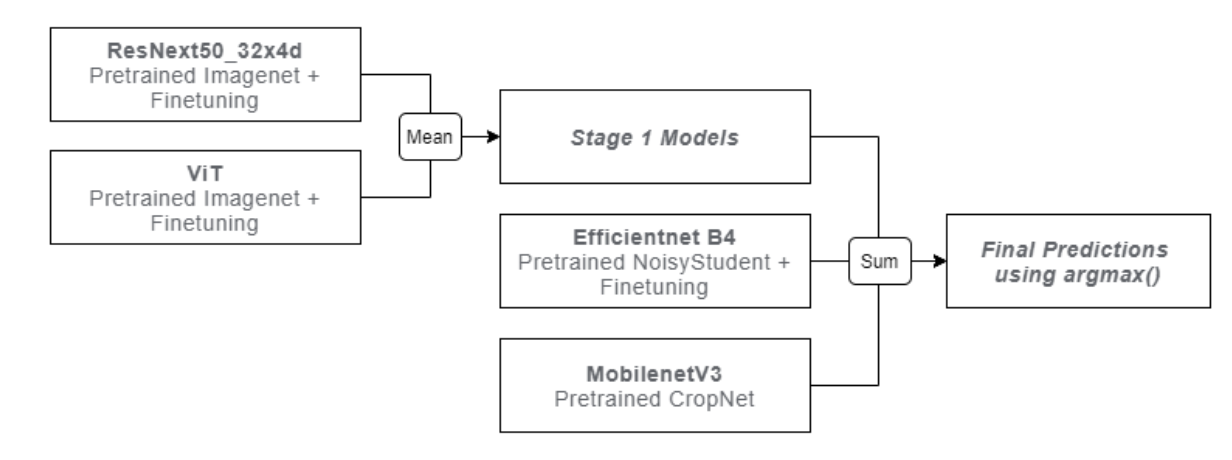 ResNext50_32x4d
Pretrained Imagenet +
Finetuning
ViT
Pretrained Imagenet +
Finetuning
Mean
Stage 1 Models
Efficientnet B4
Pretrained NoisyStudent +
Finetuning
MobilenetV3
Pretrained CropNet
Sum
Final Predictions
using argmax()